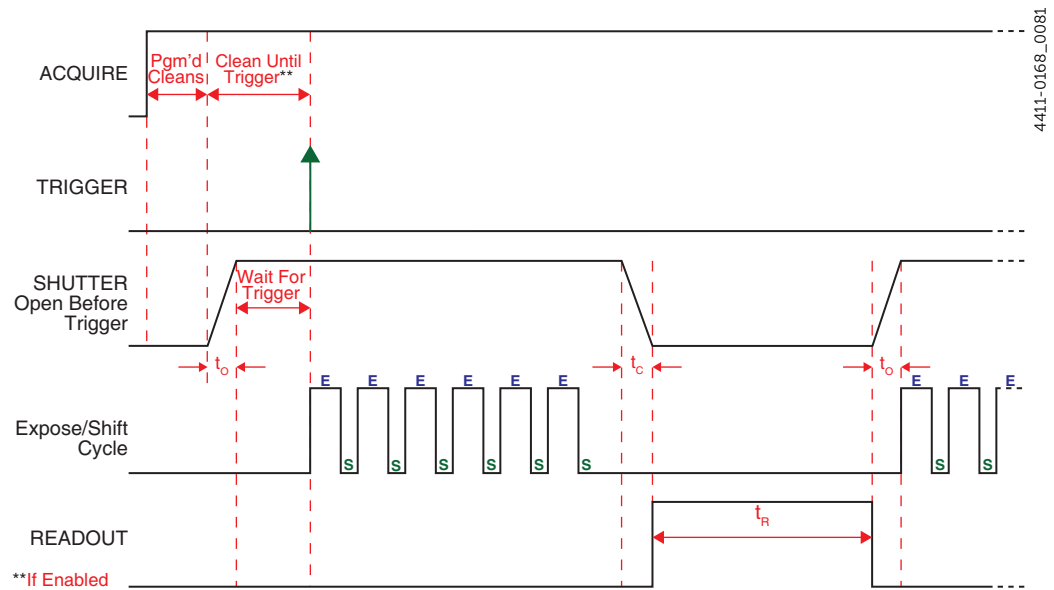 4411-0168_0081
ACQUIRE
Pgm'd
Cleans
Clean Until
Trigger**
TRIGGER
SHUTTER
Open Before
Trigger
Wait For
Trigger
tO
tC
tO
Expose/Shift
Cycle
E E E E E E E E E
S S S S S S S S
READOUT
tR
**If Enabled